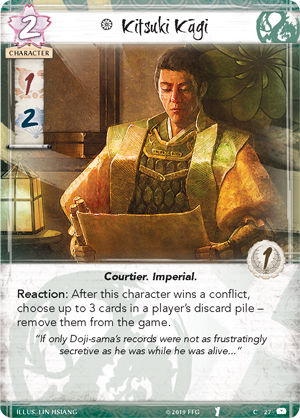 2
Kitsuki Kagi
CHARACTER
1
2
1
Courtier. Imperial.
Reaction: After this character wins a conflict,
choose up to 3 cards in a player's discard pile –
remove them from the game.
"If only Doji-sama's records were not as frustratingly
secretive as he was while he was alive..."
ILLUS. LIN HSIANG
© 2019 FFG
C 27